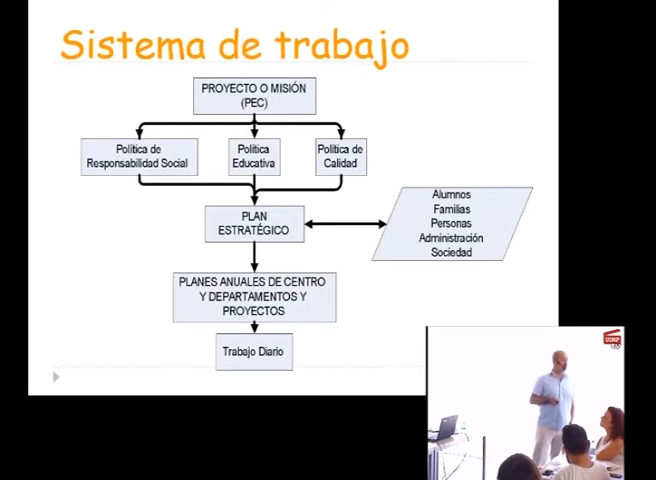 Sistema de trabajo
PROYECTO O MISIÓN
(PEC)
Política de
Responsabilidad Social
Política
Educativa
Política de
Calidad
PLAN
ESTRATÉGICO
Alumnos
Familias
Personas
Administración
Sociedad
PLANES ANUALES DE CENTRO
Y DEPARTAMENTOS Y
PROYECTOS
Trabajo Diario